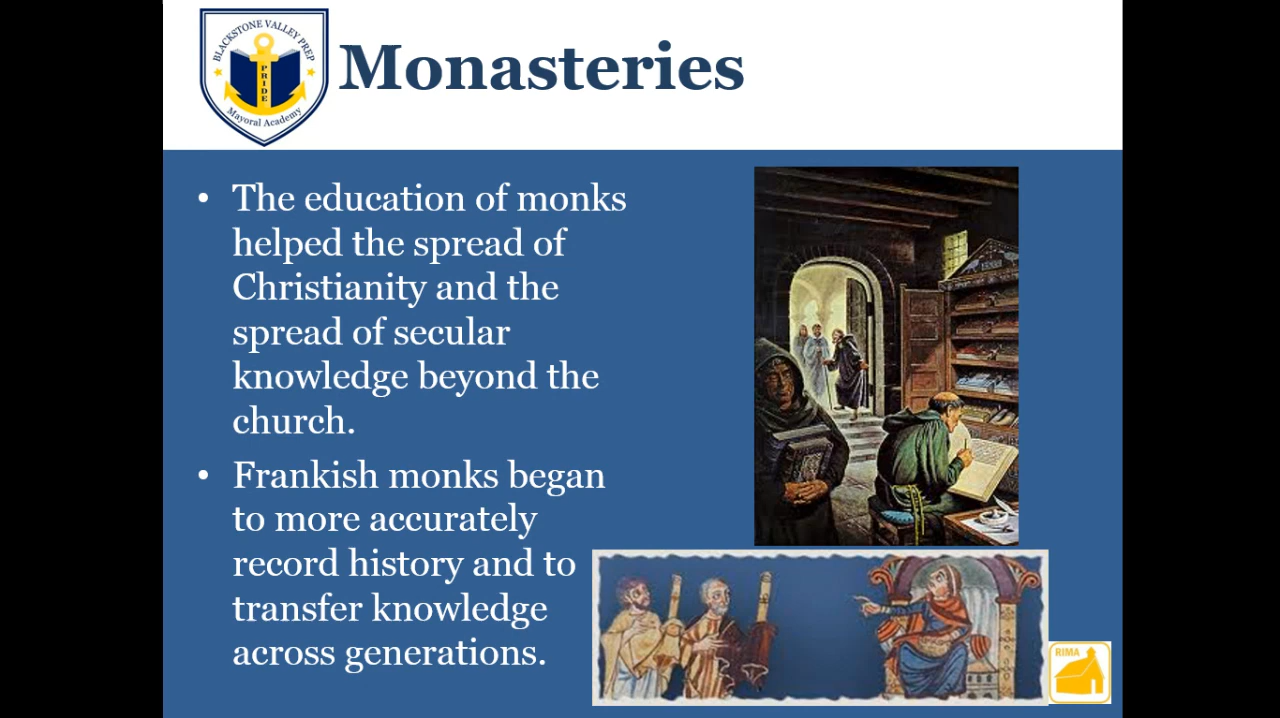 BLACKSTONE VALLEY PREP
PRIDE
Mayoral Academy
Monasteries
• The education of monks
helped the spread of
Christianity and the
spread of secular
knowledge beyond the
church.
• Frankish monks began
to more accurately
record history and to
transfer knowledge
across generations.
RIMA